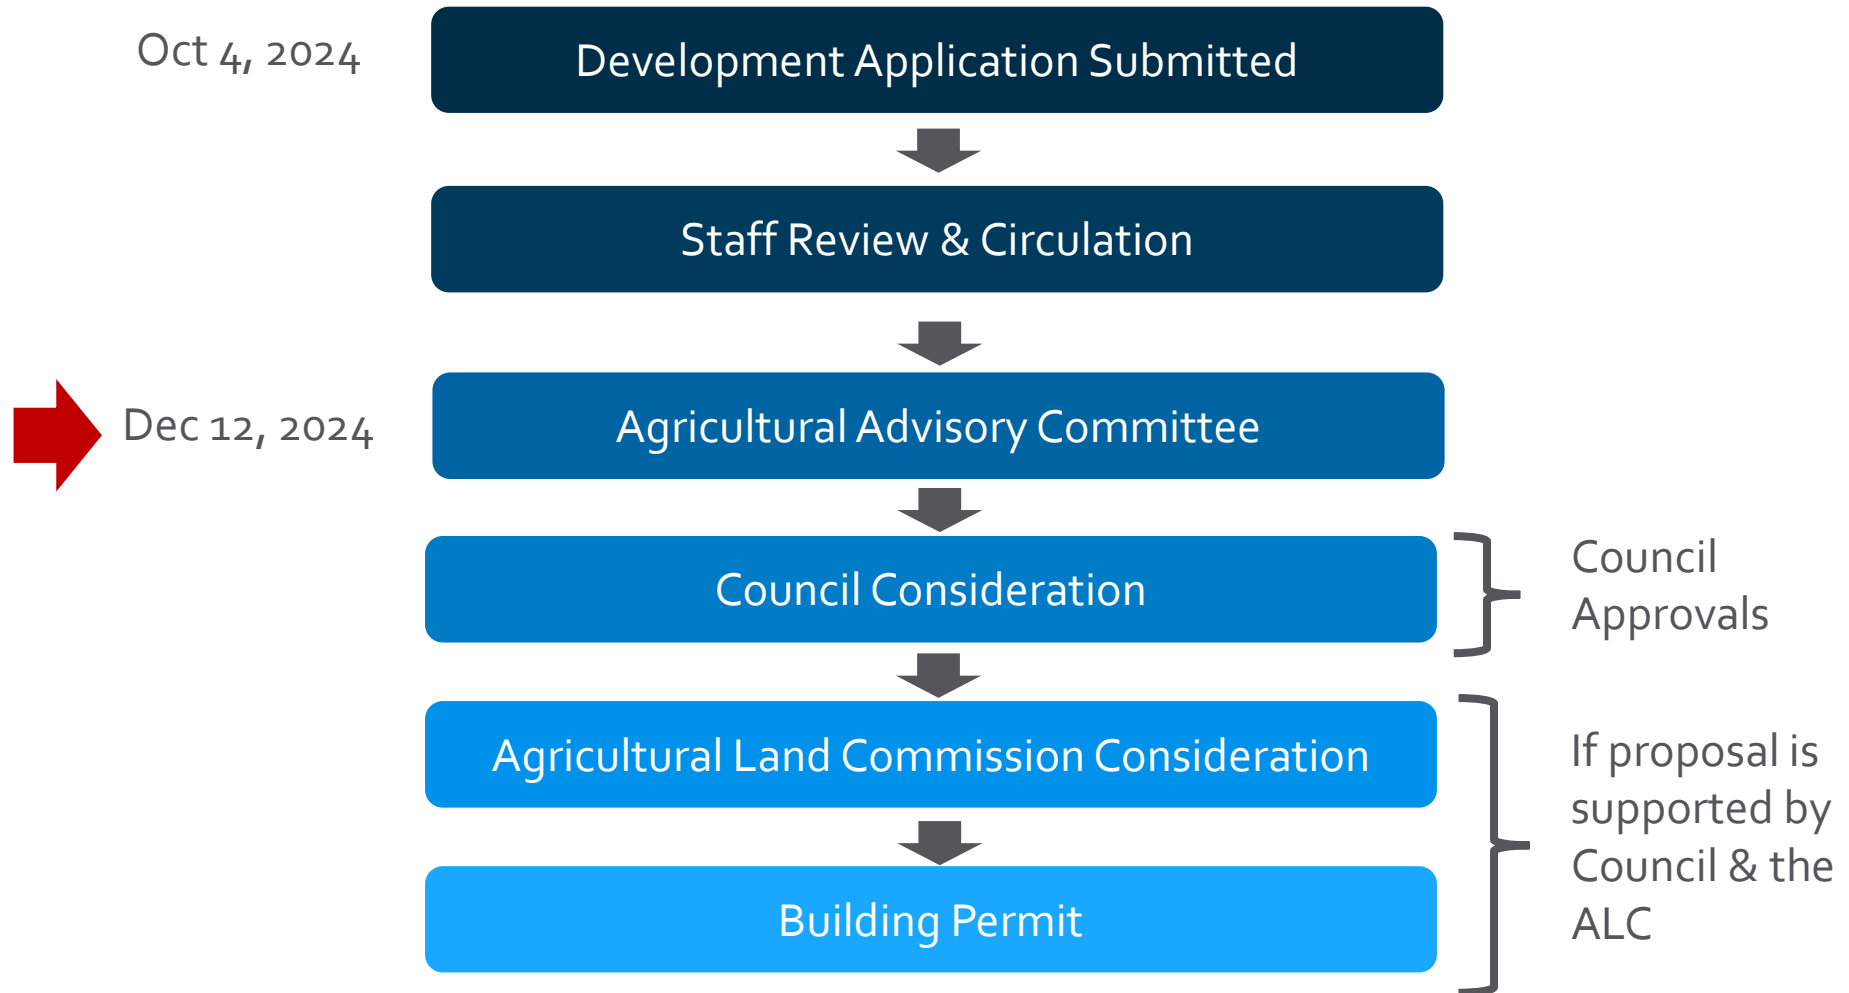 Oct 4, 2024
Development Application Submitted
Staff Review & Circulation
Dec 12, 2024
Agricultural Advisory Committee
Council Consideration
Council
Approvals
Agricultural Land Commission Consideration
If proposal is
supported by
Council & the
ALC
Building Permit